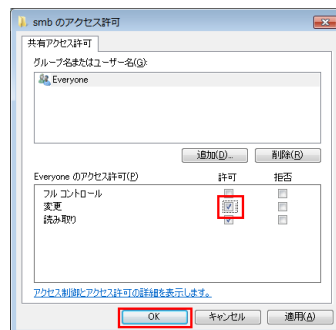 smb のアクセス許可
共有アクセス許可
グループ名またはユーザー名(G):
Everyone
追加(D)... 削除(R)
Everyone のアクセス許可(P) 許可 拒否
フル コントロール
変更
読み取り
アクセス制御とアクセス許可の詳細を表示します。
OK キャンセル 適用(A)